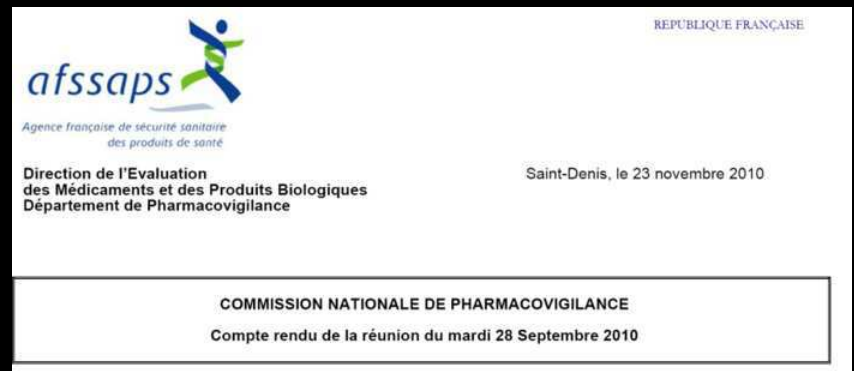 REPUBLIQUE FRANÇAISE
afssaps
Agence française de sécurité sanitaire
des produits de santé
Direction de l'Evaluation
des Médicaments et des Produits Biologiques
Département de Pharmacovigilance
Saint-Denis, le 23 novembre 2010
COMMISSION NATIONALE DE PHARMACOVIGILANCE
Compte rendu de la réunion du mardi 28 Septembre 2010